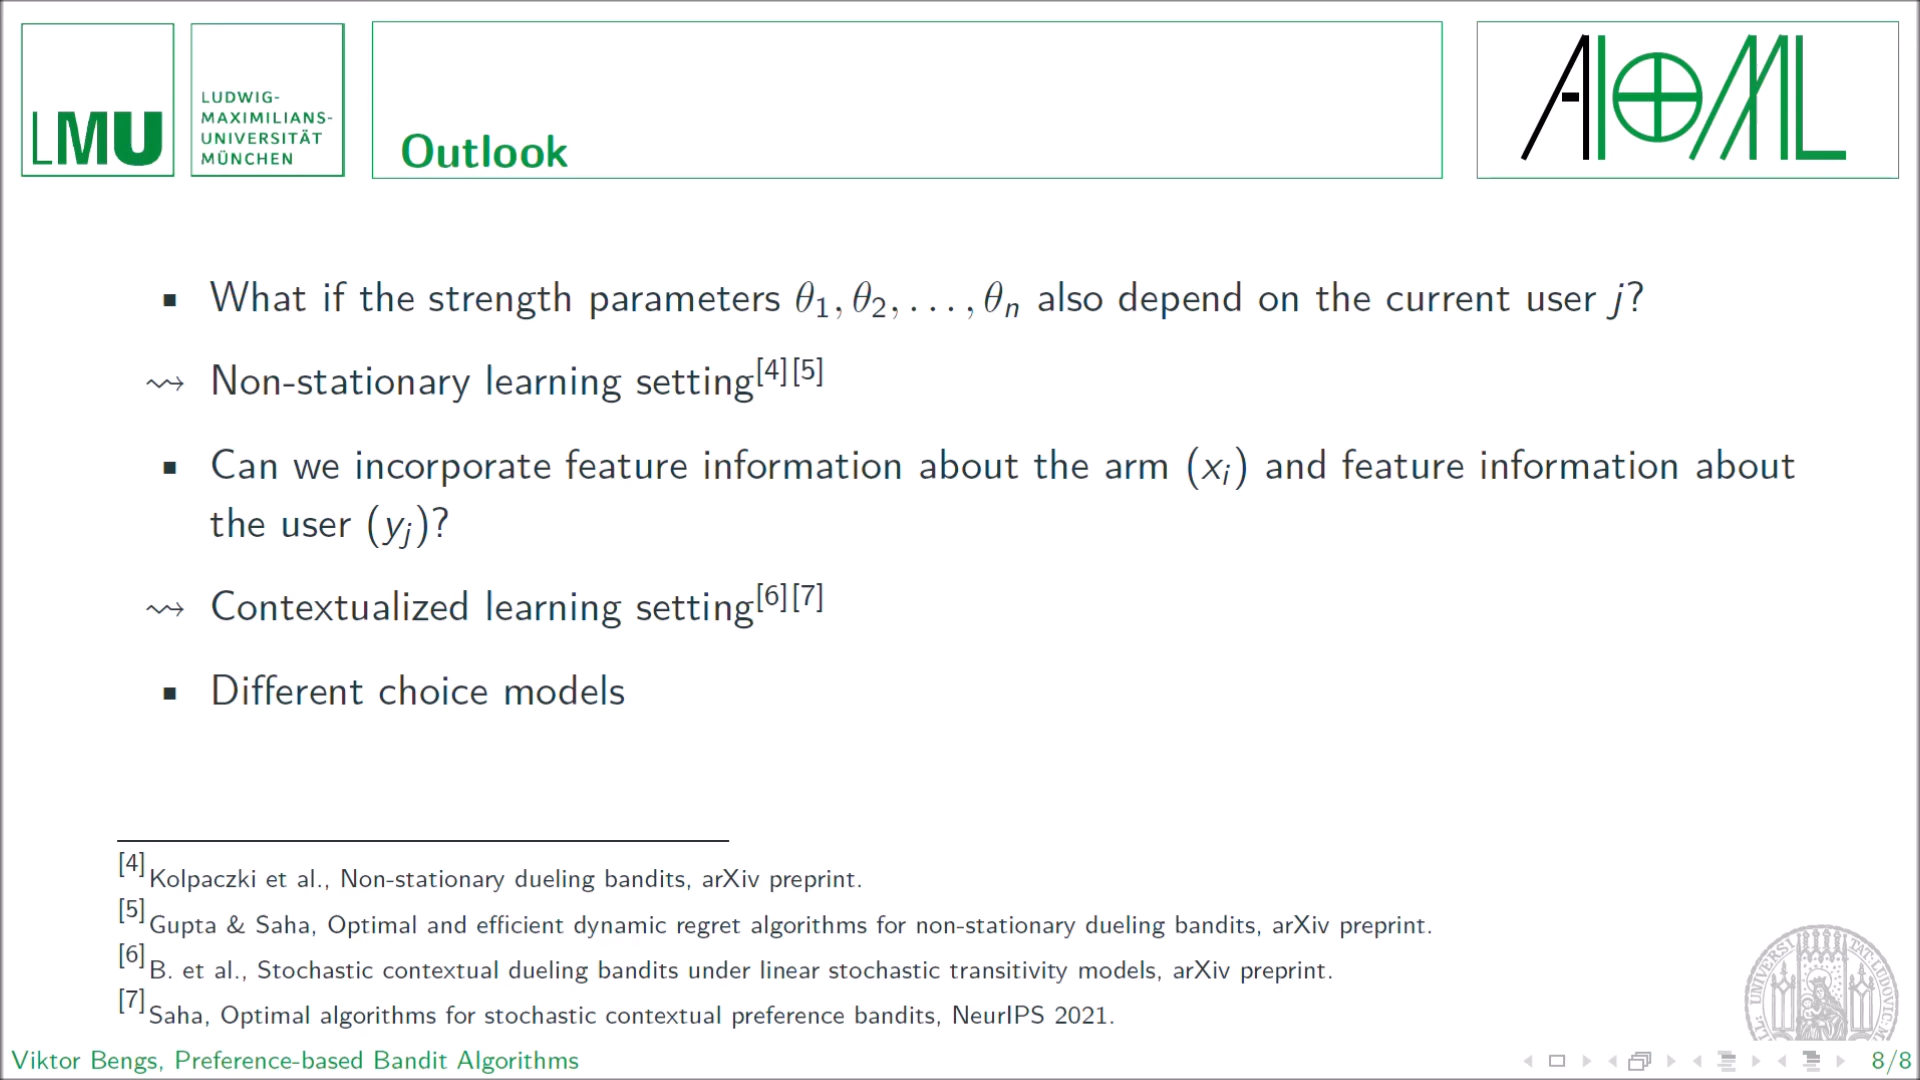 LMU
LUDWIG-
MAXIMILIANS-
UNIVERSITÄT
MÜNCHEN
Outlook
AIML
■ What if the strength parameters θ₁, θ₂, . . . , θₙ also depend on the current user j?
⇝ Non-stationary learning setting[4][5]
■ Can we incorporate feature information about the arm (xᵢ) and feature information about
the user (yⱼ)?
⇝ Contextualized learning setting[6][7]
■ Different choice models
[4] Kolpaczki et al., Non-stationary dueling bandits, arXiv preprint.
[5] Gupta & Saha, Optimal and efficient dynamic regret algorithms for non-stationary dueling bandits, arXiv preprint.
[6] B. et al., Stochastic contextual dueling bandits under linear stochastic transitivity models, arXiv preprint.
[7] Saha, Optimal algorithms for stochastic contextual preference bandits, NeurIPS 2021.
Viktor Bengs, Preference-based Bandit Algorithms
8/8